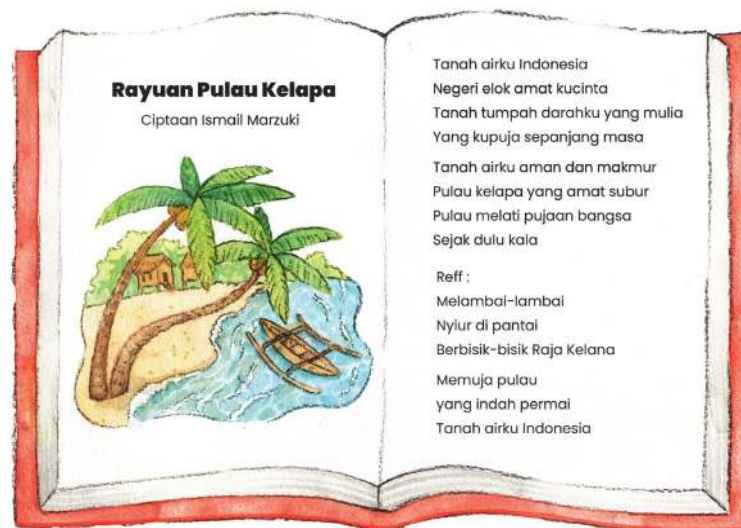 Rayuan Pulau Kelapa
Ciptaan Ismail Marzuki
Tanah airku Indonesia
Negeri elok amat kucinta
Tanah tumpah darahku yang mulia
Yang kupuja sepanjang masa
Tanah airku aman dan makmur
Pulau kelapa yang amat subur
Pulau melati pujaan bangsa
Sejak dulu kala
Reff :
Melambai-lambai
Nyiur di pantai
Berbisik-bisik Raja Kelana
Memuja pulau
yang indah permai
Tanah airku Indonesia